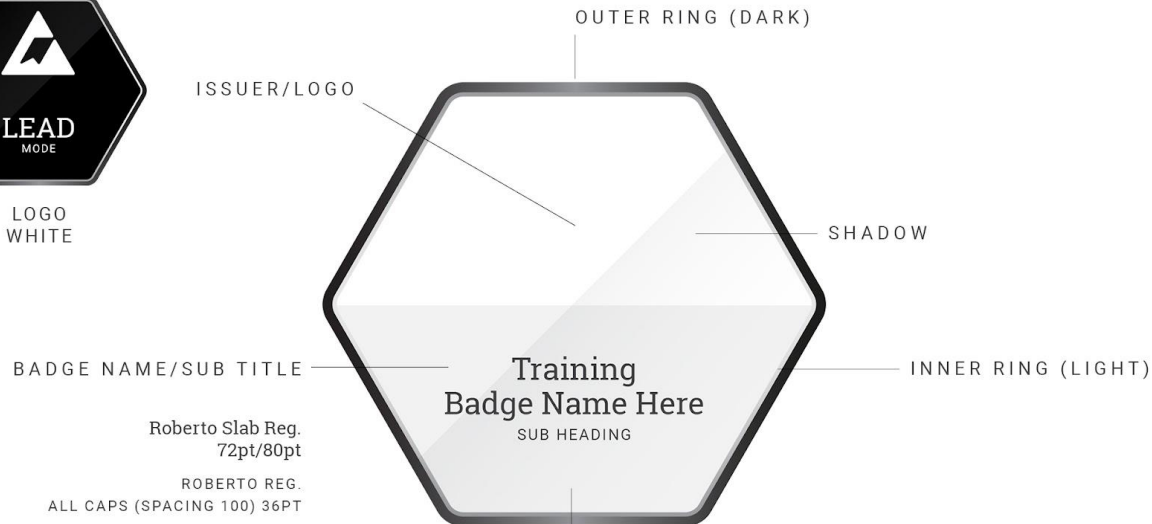 OUTER RING (DARK)
ISSUER/LOGO
LEAD
MODE
LOGO
WHITE
SHADOW
BADGE NAME/SUB TITLE
INNER RING (LIGHT)
Training
Badge Name Here
SUB HEADING
Roberto Slab Reg.
72pt/80pt
ROBERTO REG.
ALL CAPS (SPACING 100) 36PT